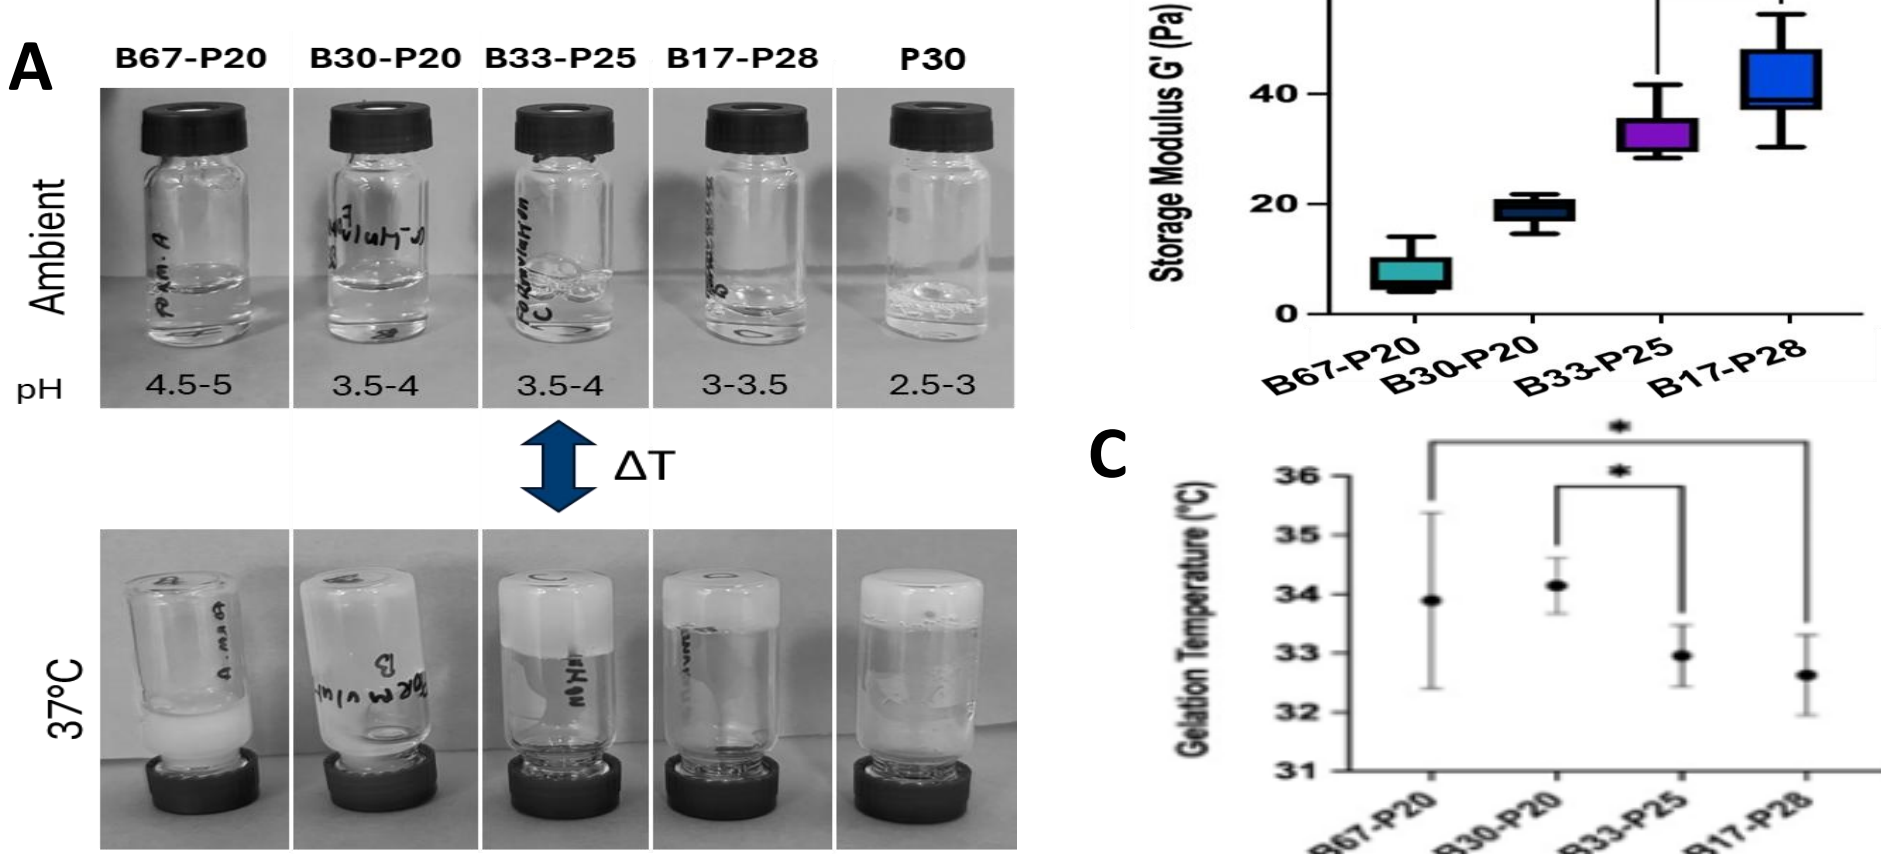 A
B67-P20 B30-P20 B33-P25 B17-P28 P30
Ambient
FORM. A
C
pH 4.5-5 3.5-4 3.5-4 3-3.5 2.5-3
ΔT
37°C
B
Storage Modulus G' (Pa)
40
20
0
B67-P20 B30-P20 B33-P25 B17-P28
C
*
*
Gelation Temperature (°C)
36
35
34
33
32
31
B67-P20 B30-P20 B33-P25 B17-P28